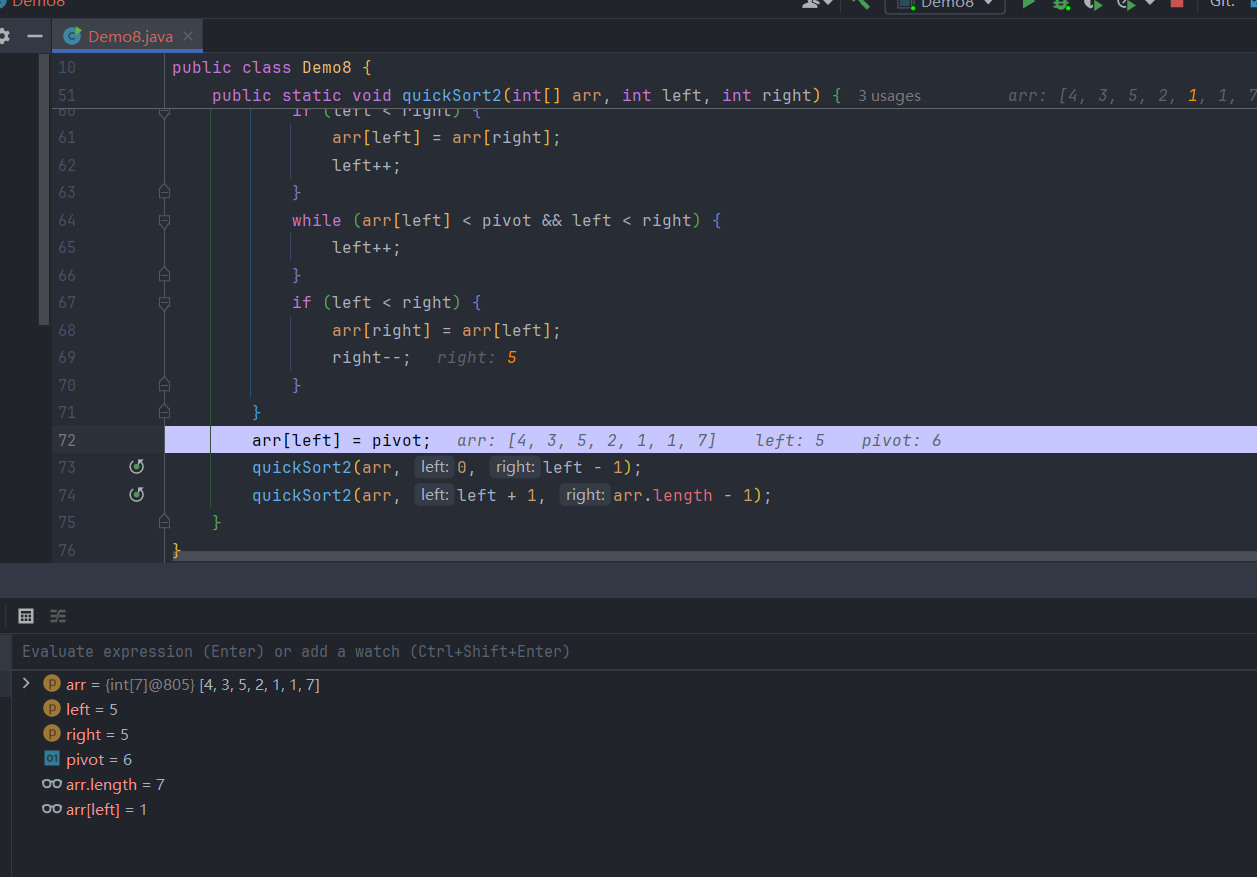 Demo8
Demo8
Git:
Demo8.java
10 public class Demo8 {
51 public static void quickSort2(int[] arr, int left, int right) { 3 usages arr: [4, 3, 5, 2, 1, 1, 7
60 if (left < right) {
61 arr[left] = arr[right];
62 left++;
63 }
64 while (arr[left] < pivot && left < right) {
65 left++;
66 }
67 if (left < right) {
68 arr[right] = arr[left];
69 right--; right: 5
70 }
71 }
72 arr[left] = pivot; arr: [4, 3, 5, 2, 1, 1, 7] left: 5 pivot: 6
73 quickSort2(arr, left: 0, right: left - 1);
74 quickSort2(arr, left: left + 1, right: arr.length - 1);
75 }
76 }
Evaluate expression (Enter) or add a watch (Ctrl+Shift+Enter)
p arr = {int[7]@805} [4, 3, 5, 2, 1, 1, 7]
p left = 5
p right = 5
01 pivot = 6
arr.length = 7
arr[left] = 1